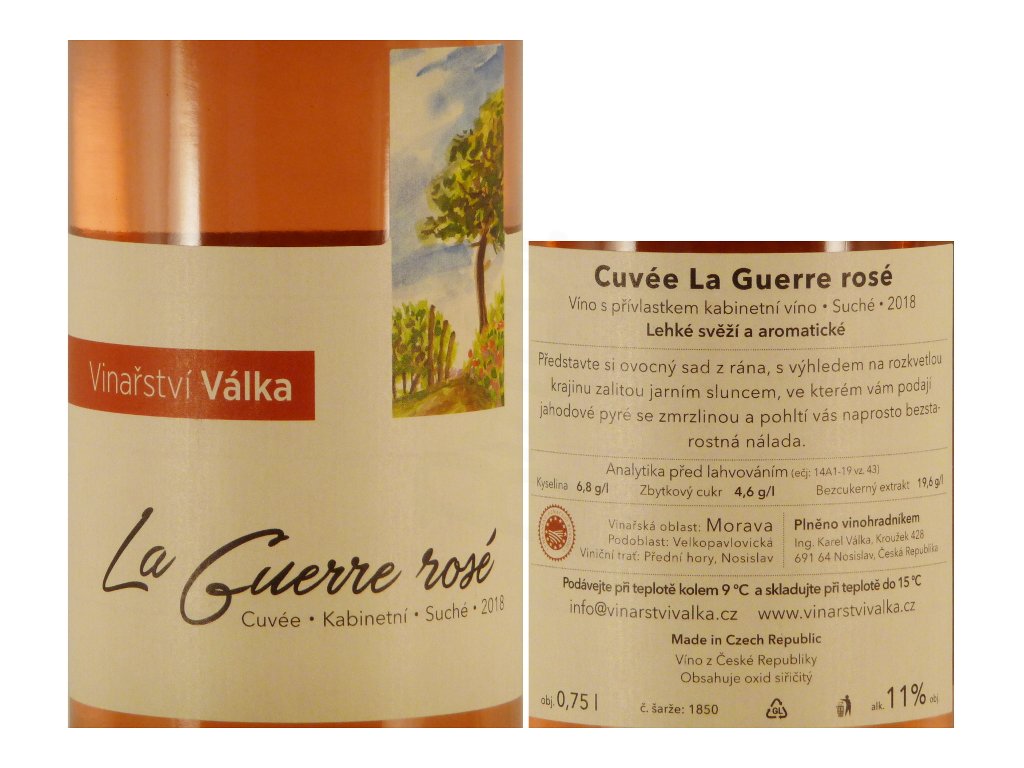 Vinařství Válka
La Guerre rosé
Cuvée • Kabinetní • Suché • 2018
Cuvée La Guerre rosé
Víno s přívlastkem kabinetní víno • Suché • 2018
Lehké svěží a aromatické
Představte si ovocný sad z rána, s výhledem na rozkvetlou
krajinu zalitou jarním sluncem, ve kterém vám podají
jahodové pyré se zmrzlinou a pohltí vás naprosto bezsta-
rostná nálada.
Analytika před lahvováním (ečj: 14A1-19 vz. 43)
Kyselina 6,8 g/l Zbytkový cukr 4,6 g/l Bezcukerný extrakt 19,6 g/l
Vinařská oblast: Morava
Podoblast: Velkopavlovická
Viniční trať: Přední hory, Nosislav
Plněno vinohradníkem
Ing. Karel Válka, Kroužek 428
691 64 Nosislav, Česká Republika
Podávejte při teplotě kolem 9 °C a skladujte při teplotě do 15 °C
info@vinarstvivalka.cz www.vinarstvivalka.cz
Made in Czech Republic
Víno z České Republiky
Obsahuje oxid siřičitý
obj. 0,75 l č. šarže: 1850 GL alk. 11% obj.